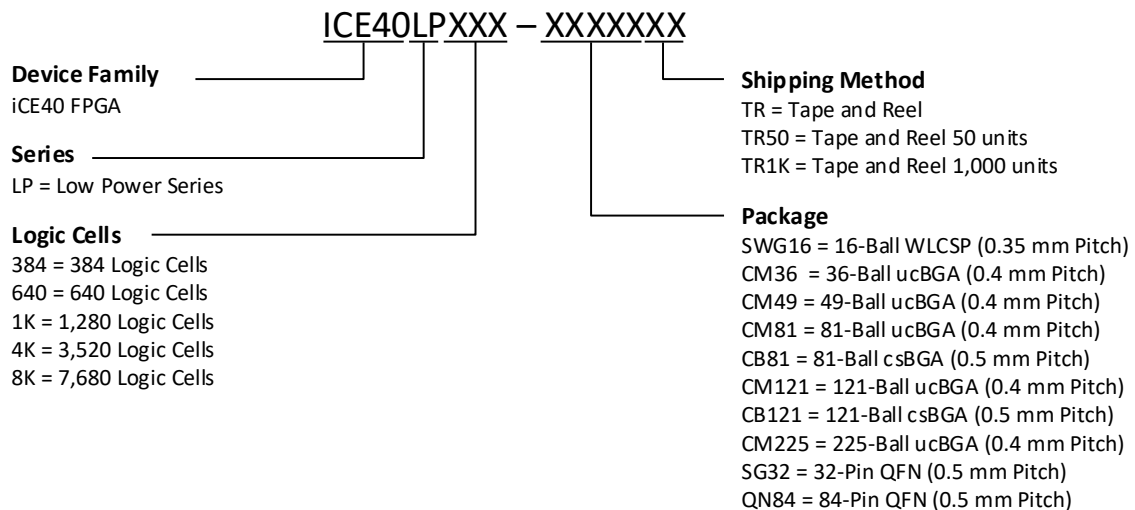 ICE40LPXXX – XXXXXXX
Device Family
iCE40 FPGA
Series
LP = Low Power Series
Logic Cells
384 = 384 Logic Cells
640 = 640 Logic Cells
1K = 1,280 Logic Cells
4K = 3,520 Logic Cells
8K = 7,680 Logic Cells
Shipping Method
TR = Tape and Reel
TR50 = Tape and Reel 50 units
TR1K = Tape and Reel 1,000 units
Package
SWG16 = 16-Ball WLCSP (0.35 mm Pitch)
CM36 = 36-Ball ucBGA (0.4 mm Pitch)
CM49 = 49-Ball ucBGA (0.4 mm Pitch)
CM81 = 81-Ball ucBGA (0.4 mm Pitch)
CB81 = 81-Ball csBGA (0.5 mm Pitch)
CM121 = 121-Ball ucBGA (0.4 mm Pitch)
CB121 = 121-Ball csBGA (0.5 mm Pitch)
CM225 = 225-Ball ucBGA (0.4 mm Pitch)
SG32 = 32-Pin QFN (0.5 mm Pitch)
QN84 = 84-Pin QFN (0.5 mm Pitch)